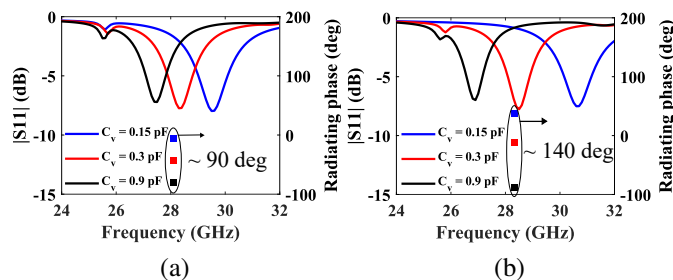 0
-5
-10
-15
|S11| (dB)
200
100
0
-100
Radiating phase (deg)
C_v = 0.15 pF
C_v = 0.3 pF
C_v = 0.9 pF
~ 90 deg
24 26 28 30 32
Frequency (GHz)
(a)
0
-5
-10
-15
|S11| (dB)
200
100
0
-100
Radiating phase (deg)
C_v = 0.15 pF
C_v = 0.3 pF
C_v = 0.9 pF
~ 140 deg
24 26 28 30 32
Frequency (GHz)
(b)